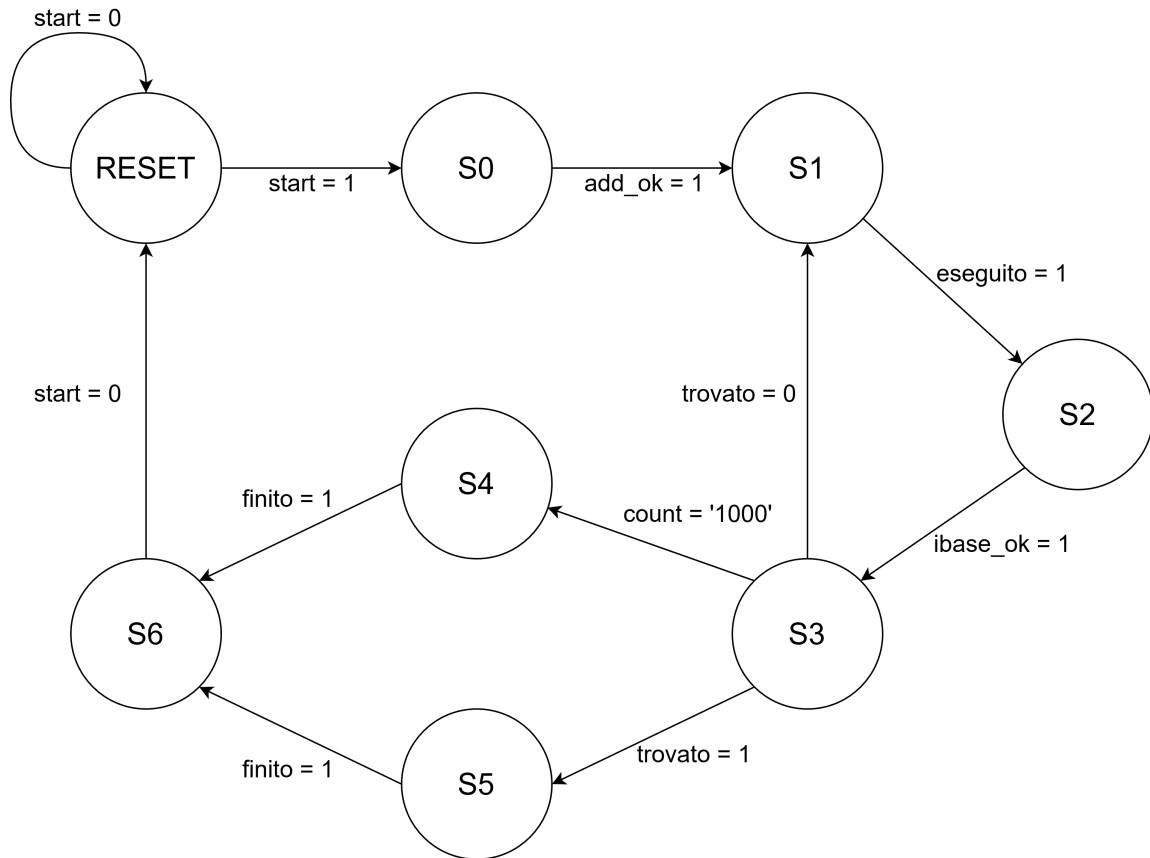 start = 0
RESET
S0
S1
start = 1
add_ok = 1
eseguito = 1
start = 0
trovato = 0
S2
S4
finito = 1
count = '1000'
ibase_ok = 1
S6
S3
finito = 1
S5
trovato = 1